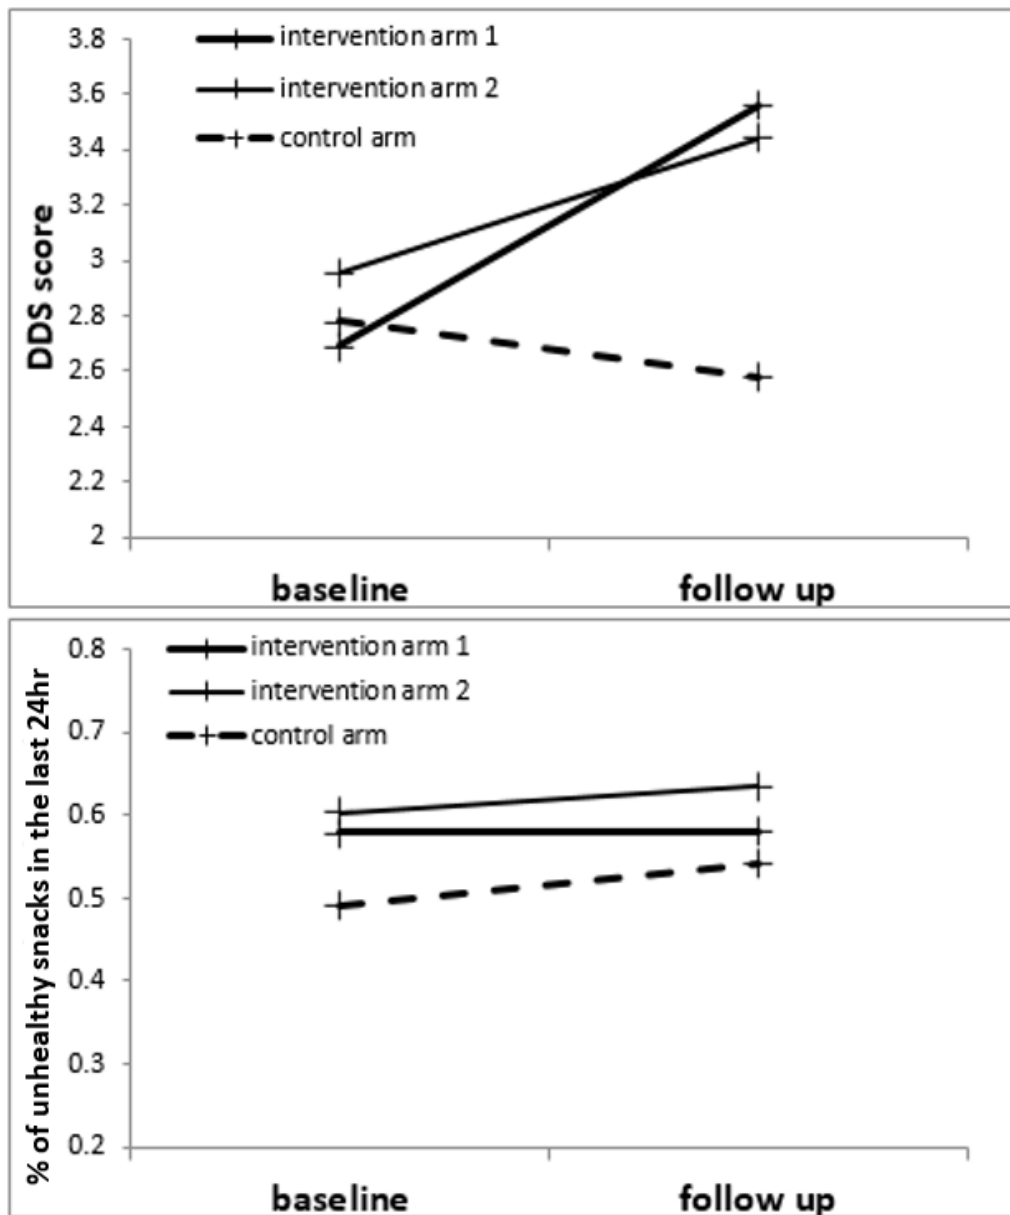 3.8
intervention arm 1
3.6
intervention arm 2
3.4
control arm
3.2
3
2.8
2.6
2.4
2.2
2
DDS score
baseline follow up
0.8
intervention arm 1
intervention arm 2
0.7
control arm
0.6
0.5
0.4
0.3
0.2
% of unhealthy snacks in the last 24hr
baseline follow up